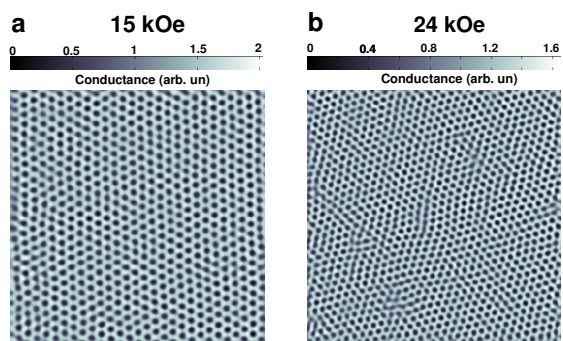 a 15 kOe
0 0.5 1 1.5 2
Conductance (arb. un)
b 24 kOe
0 0.4 0.8 1.2 1.6
Conductance (arb. un)